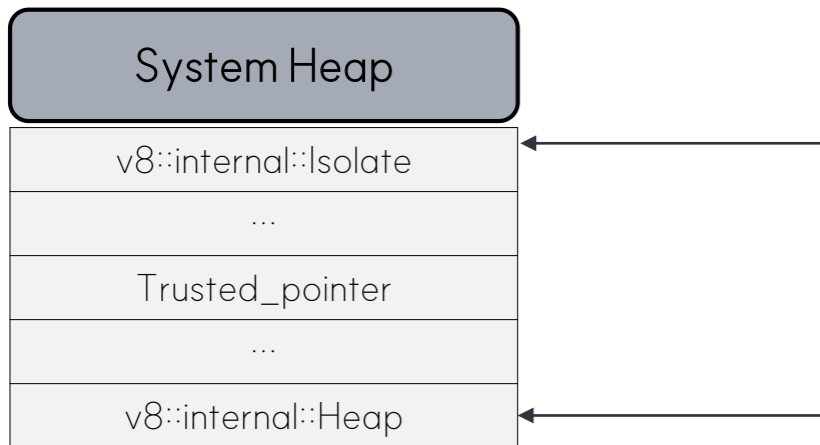 System Heap
v8::internal::Isolate
...
Trusted_pointer
...
v8::internal::Heap